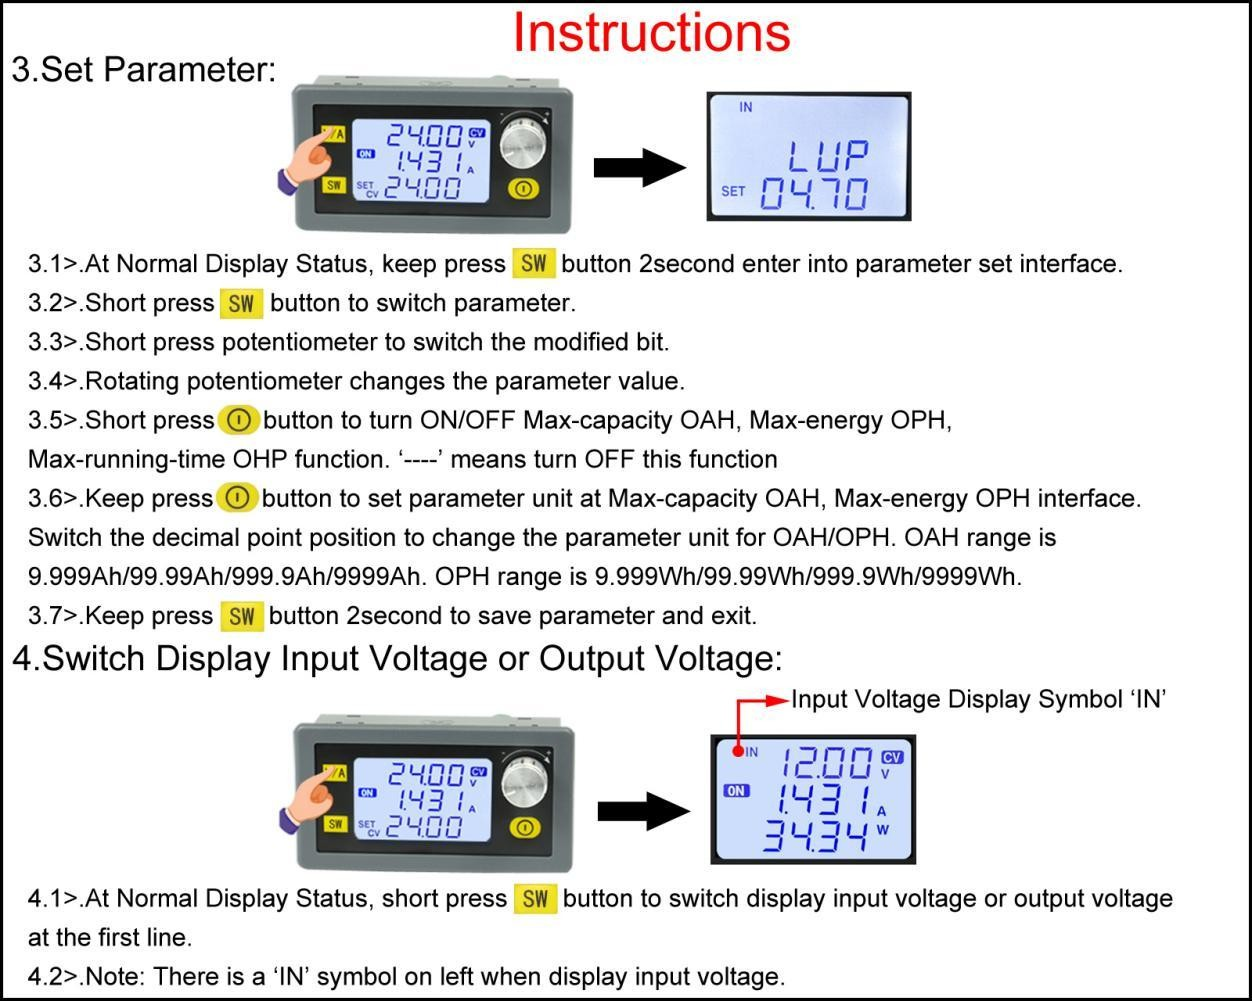 Instructions
3.Set Parameter:
/A
SW
24.00 CV
V
ON
1.431 A
SET
CV 24.00
IN
LUP
SET 04.70
3.1>.At Normal Display Status, keep press SW button 2second enter into parameter set interface.
3.2>.Short press SW button to switch parameter.
3.3>.Short press potentiometer to switch the modified bit.
3.4>.Rotating potentiometer changes the parameter value.
3.5>.Short press button to turn ON/OFF Max-capacity OAH, Max-energy OPH,
Max-running-time OHP function. ‘----’ means turn OFF this function
3.6>.Keep press button to set parameter unit at Max-capacity OAH, Max-energy OPH interface.
Switch the decimal point position to change the parameter unit for OAH/OPH. OAH range is
9.999Ah/99.99Ah/999.9Ah/9999Ah. OPH range is 9.999Wh/99.99Wh/999.9Wh/9999Wh.
3.7>.Keep press SW button 2second to save parameter and exit.
4.Switch Display Input Voltage or Output Voltage:
Input Voltage Display Symbol ‘IN’
/A
SW
24.00 CV
V
ON
1.431 A
SET
CV 24.00
IN 12.00 CV
V
ON 1.431 A
34.34 W
4.1>.At Normal Display Status, short press SW button to switch display input voltage or output voltage
at the first line.
4.2>.Note: There is a ‘IN’ symbol on left when display input voltage.